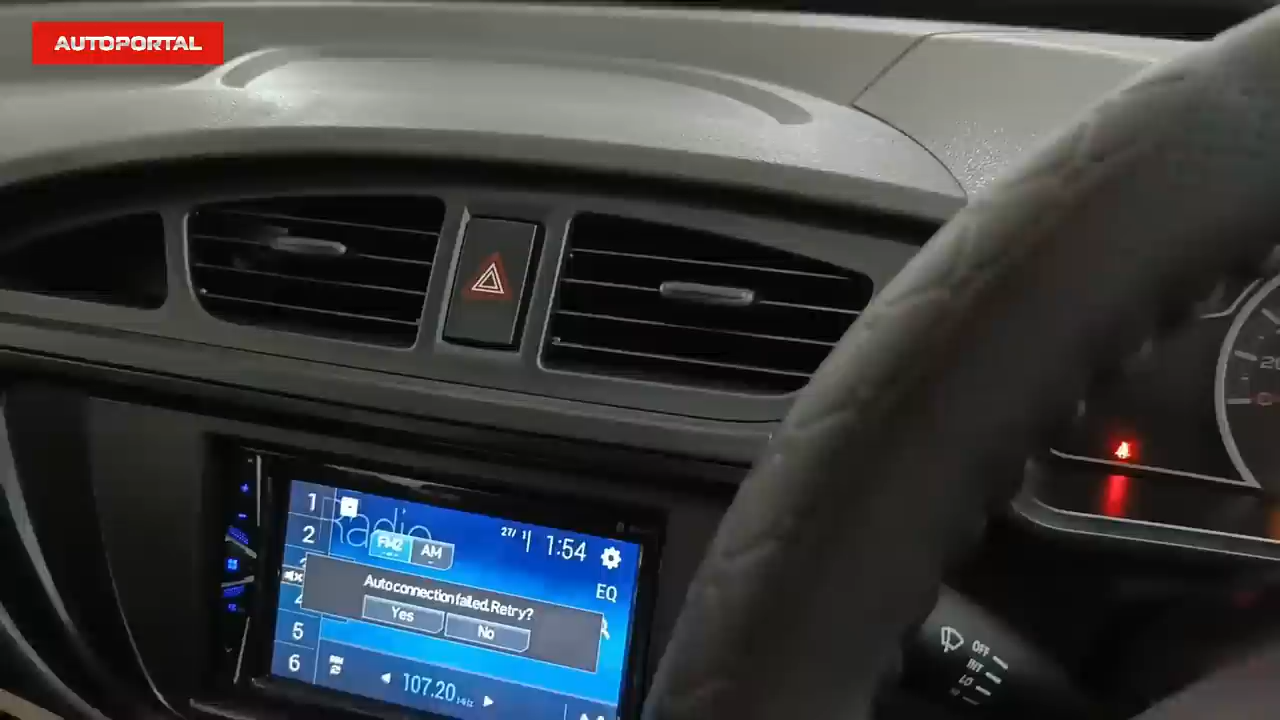 AUTOPORTAL
1
2
Radio
FM2
AM
27/
1:54
EQ
Auto connection failed. Retry?
Yes
No
5
6
107.20
OFF
INT
LO